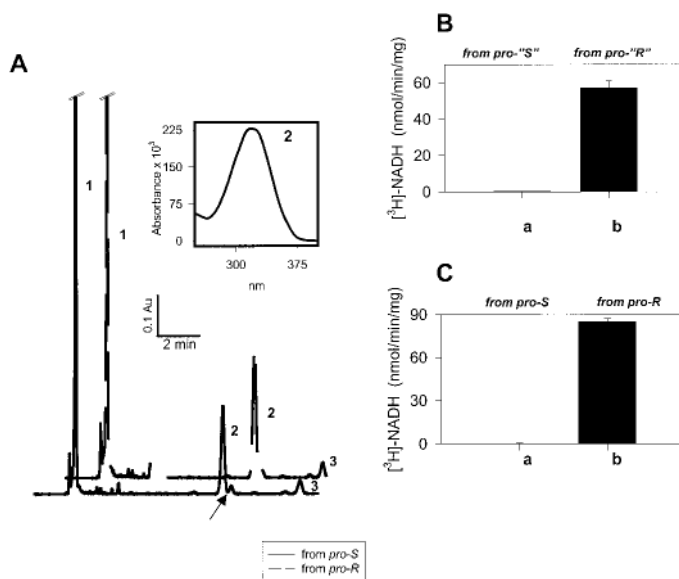 A
1
1
225
150
75
0
Absorbance x 10³
2
300
375
nm
0.1 Au
2 min
2
2
3
3
from pro-S
from pro-R
B
from pro-"S"
from pro-"R"
60
40
20
0
[³H]-NADH (nmol/min/mg)
a
b
C
from pro-S
from pro-R
90
60
30
0
[³H]-NADH (nmol/min/mg)
a
b